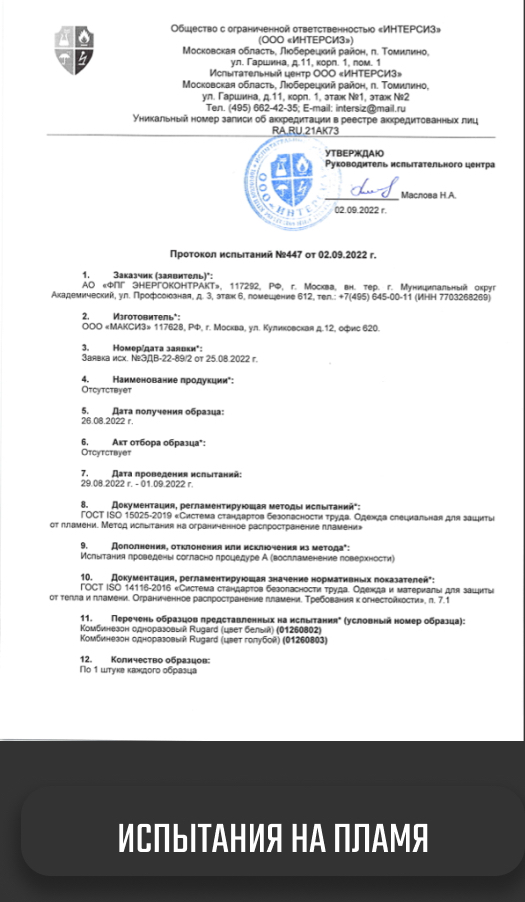 Общество с ограниченной ответственностью «ИНТЕРСИЗ»
(ООО «ИНТЕРСИЗ»)
Московская область, Люберецкий район, п. Томилино,
ул. Гаршина, д.11, корп. 1, пом. 1
Испытательный центр ООО «ИНТЕРСИЗ»
Московская область, Люберецкий район, п. Томилино,
ул. Гаршина, д.11, корп. 1, этаж №1, этаж №2
Тел. (495) 662-42-35; E-mail: intersiz@mail.ru
Уникальный номер записи об аккредитации в реестре аккредитованных лиц
RA.RU.21АК73
УТВЕРЖДАЮ
Руководитель испытательного центра
Маслова Н.А.
02.09.2022 г.
ООО «ИНТЕРСИЗ»
Протокол испытаний №447 от 02.09.2022 г.
1. Заказчик (заявитель)*:
АО «ФПГ ЭНЕРГОКОНТРАКТ», 117292, РФ, г. Москва, вн. тер. г. Муниципальный округ
Академический, ул. Профсоюзная, д. 3, этаж 6, помещение 612, тел.: +7(495) 645-00-11 (ИНН 7703268269)
2. Изготовитель*:
ООО «МАКСИЗ» 117628, РФ, г. Москва, ул. Куликовская д.12, офис 620.
3. Номер/дата заявки*:
Заявка исх. №ЭДВ-22-89/2 от 25.08.2022 г.
4. Наименование продукции*:
Отсутствует
5. Дата получения образца:
26.08.2022 г.
6. Акт отбора образца*:
Отсутствует
7. Дата проведения испытаний:
29.08.2022 г. - 01.09.2022 г.
8. Документация, регламентирующая методы испытаний*:
ГОСТ ISO 15025-2019 «Система стандартов безопасности труда. Одежда специальная для защиты
от пламени. Метод испытания на ограниченное распространение пламени»
9. Дополнения, отклонения или исключения из метода*:
Испытания проведены согласно процедуре А (воспламенение поверхности)
10. Документация, регламентирующая значение нормативных показателей*:
ГОСТ ISO 14116-2016 «Система стандартов безопасности труда. Одежда и материалы для защиты
от тепла и пламени. Ограниченное распространение пламени. Требования к огнестойкости», п. 7.1
11. Перечень образцов представленных на испытания* (условный номер образца):
Комбинезон одноразовый Rugard (цвет белый) (01260802)
Комбинезон одноразовый Rugard (цвет голубой) (01260803)
12. Количество образцов:
По 1 штуке каждого образца
ИСПЫТАНИЯ НА ПЛАМЯ